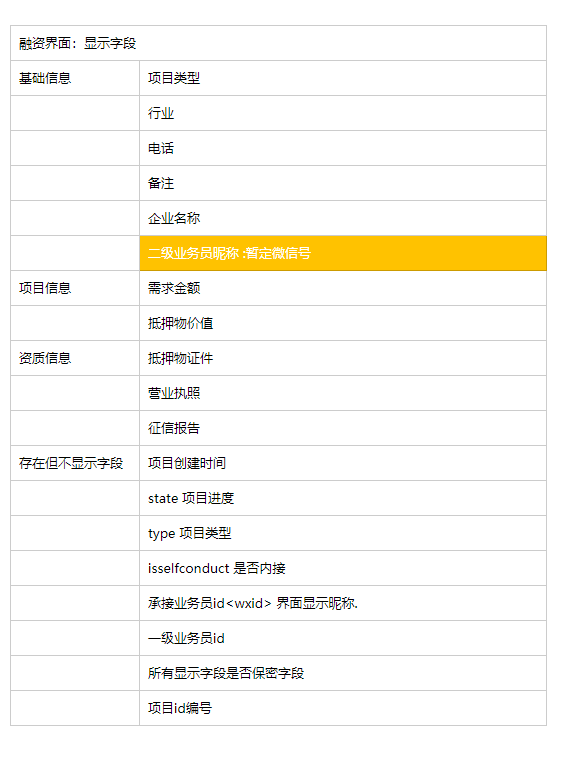 融资界面：显示字段
基础信息 项目类型
行业
电话
备注
企业名称
二级业务员昵称 :暂定微信号
项目信息 需求金额
抵押物价值
资质信息 抵押物证件
营业执照
征信报告
存在但不显示字段 项目创建时间
state 项目进度
type 项目类型
isselfconduct 是否内接
承接业务员id<wxid> 界面显示昵称.
一级业务员id
所有显示字段是否保密字段
项目id编号